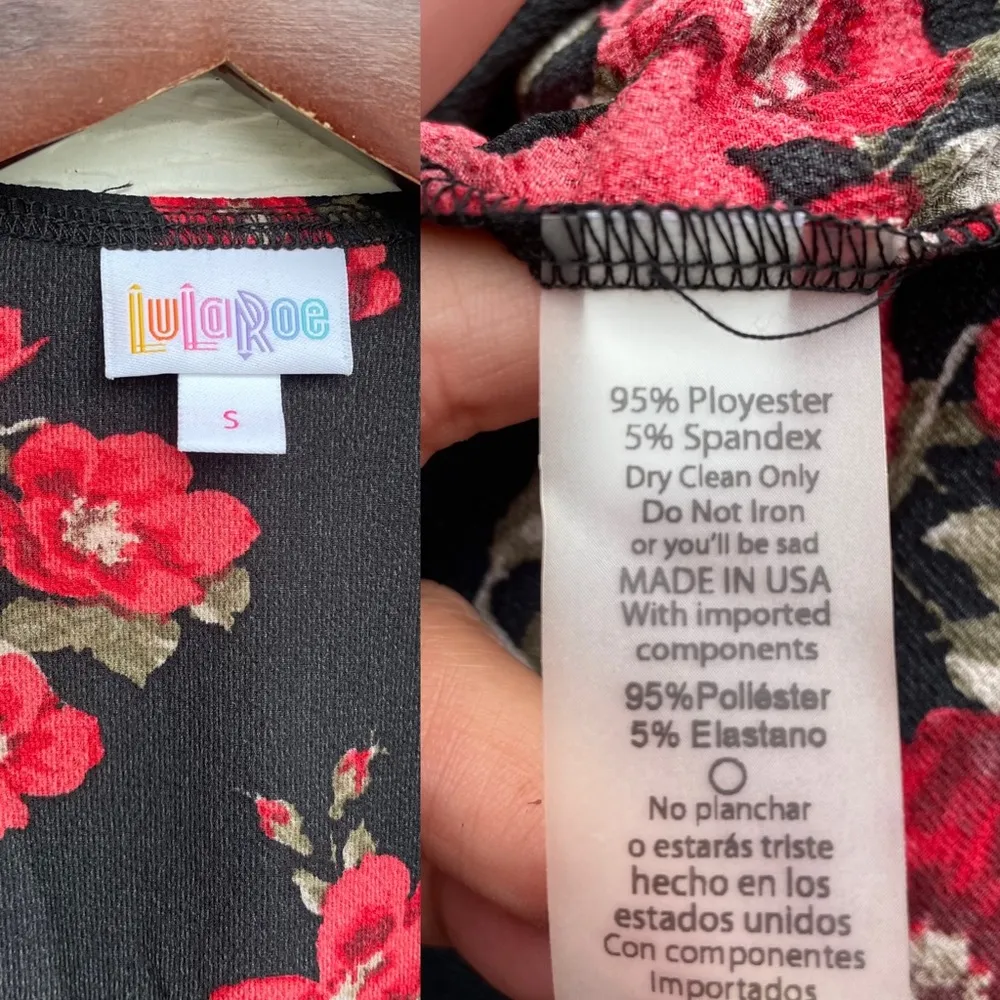 LuLaRoe
S
95% Ployester
5% Spandex
Dry Clean Only
Do Not Iron
or you'll be sad
MADE IN USA
With imported
components
95%Poliéster
5% Elastano
No planchar
o estarás triste
hecho en los
estados unidos
Con componentes
Importados